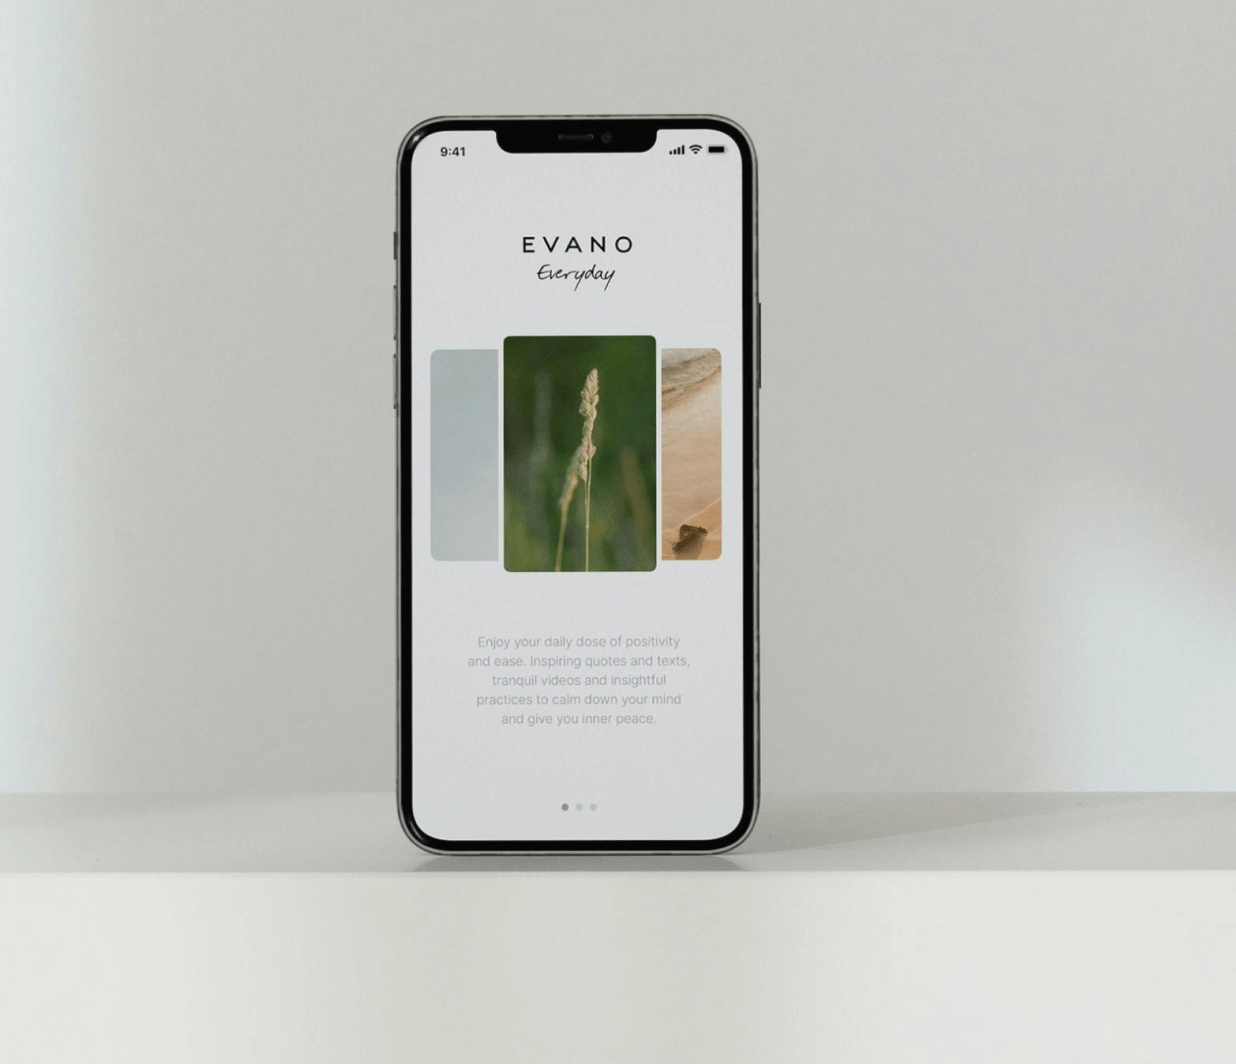 9:41
EVANO
Everyday
Enjoy your daily dose of positivity
and ease. Inspiring quotes and texts,
tranquil videos and insightful
practices to calm down your mind
and give you inner peace.